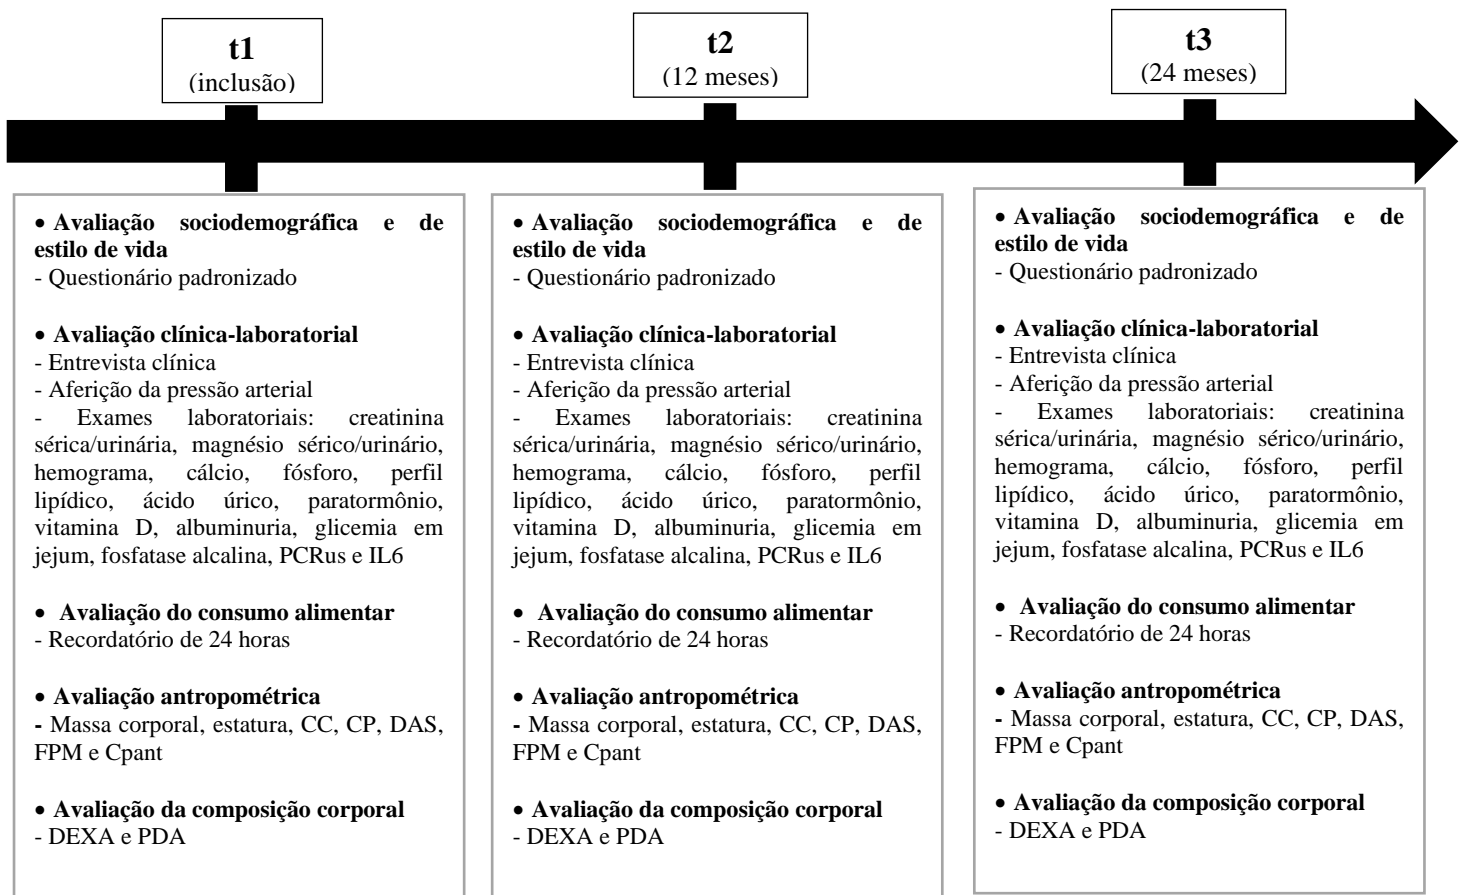 t1
(inclusão)
t2
(12 meses)
t3
(24 meses)
• Avaliação sociodemográfica e de
estilo de vida
- Questionário padronizado
• Avaliação clínica-laboratorial
- Entrevista clínica
- Aferição da pressão arterial
- Exames laboratoriais: creatinina
sérica/urinária, magnésio sérico/urinário,
hemograma, cálcio, fósforo, perfil
lipídico, ácido úrico, paratormônio,
vitamina D, albuminuria, glicemia em
jejum, fosfatase alcalina, PCRus e IL6
• Avaliação do consumo alimentar
- Recordatório de 24 horas
• Avaliação antropométrica
- Massa corporal, estatura, CC, CP, DAS,
FPM e Cpant
• Avaliação da composição corporal
- DEXA e PDA
• Avaliação sociodemográfica e de
estilo de vida
- Questionário padronizado
• Avaliação clínica-laboratorial
- Entrevista clínica
- Aferição da pressão arterial
- Exames laboratoriais: creatinina
sérica/urinária, magnésio sérico/urinário,
hemograma, cálcio, fósforo, perfil
lipídico, ácido úrico, paratormônio,
vitamina D, albuminuria, glicemia em
jejum, fosfatase alcalina, PCRus e IL6
• Avaliação do consumo alimentar
- Recordatório de 24 horas
• Avaliação antropométrica
- Massa corporal, estatura, CC, CP, DAS,
FPM e Cpant
• Avaliação da composição corporal
- DEXA e PDA
• Avaliação sociodemográfica e de
estilo de vida
- Questionário padronizado
• Avaliação clínica-laboratorial
- Entrevista clínica
- Aferição da pressão arterial
- Exames laboratoriais: creatinina
sérica/urinária, magnésio sérico/urinário,
hemograma, cálcio, fósforo, perfil
lipídico, ácido úrico, paratormônio,
vitamina D, albuminuria, glicemia em
jejum, fosfatase alcalina, PCRus e IL6
• Avaliação do consumo alimentar
- Recordatório de 24 horas
• Avaliação antropométrica
- Massa corporal, estatura, CC, CP, DAS,
FPM e Cpant
• Avaliação da composição corporal
- DEXA e PDA